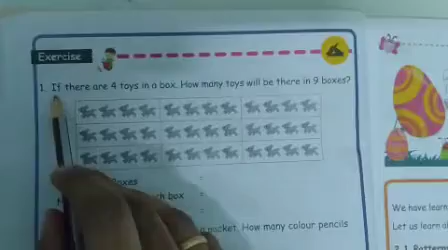 Exercise
1. If there are 4 toys in a box. How many toys will be there in 9 boxes?
boxes =
box =
=
packet. How many colour pencils
We have learn
Let us learn a